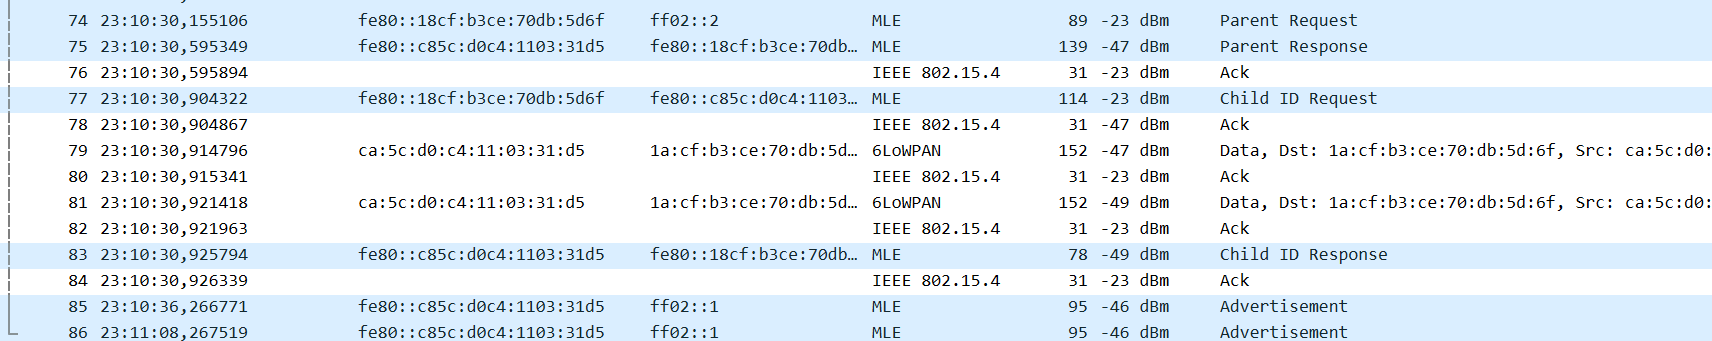 74 23:10:30,155106 fe80::18cf:b3ce:70db:5d6f ff02::2 MLE 89 -23 dBm Parent Request
75 23:10:30,595349 fe80::c85c:d0c4:1103:31d5 fe80::18cf:b3ce:70db… MLE 139 -47 dBm Parent Response
76 23:10:30,595894 IEEE 802.15.4 31 -23 dBm Ack
77 23:10:30,904322 fe80::18cf:b3ce:70db:5d6f fe80::c85c:d0c4:1103… MLE 114 -23 dBm Child ID Request
78 23:10:30,904867 IEEE 802.15.4 31 -47 dBm Ack
79 23:10:30,914796 ca:5c:d0:c4:11:03:31:d5 1a:cf:b3:ce:70:db:5d… 6LoWPAN 152 -47 dBm Data, Dst: 1a:cf:b3:ce:70:db:5d:6f, Src: ca:5c:d0:
80 23:10:30,915341 IEEE 802.15.4 31 -23 dBm Ack
81 23:10:30,921418 ca:5c:d0:c4:11:03:31:d5 1a:cf:b3:ce:70:db:5d… 6LoWPAN 152 -49 dBm Data, Dst: 1a:cf:b3:ce:70:db:5d:6f, Src: ca:5c:d0:
82 23:10:30,921963 IEEE 802.15.4 31 -23 dBm Ack
83 23:10:30,925794 fe80::c85c:d0c4:1103:31d5 fe80::18cf:b3ce:70db… MLE 78 -49 dBm Child ID Response
84 23:10:30,926339 IEEE 802.15.4 31 -23 dBm Ack
85 23:10:36,266771 fe80::c85c:d0c4:1103:31d5 ff02::1 MLE 95 -46 dBm Advertisement
86 23:11:08,267519 fe80::c85c:d0c4:1103:31d5 ff02::1 MLE 95 -46 dBm Advertisement